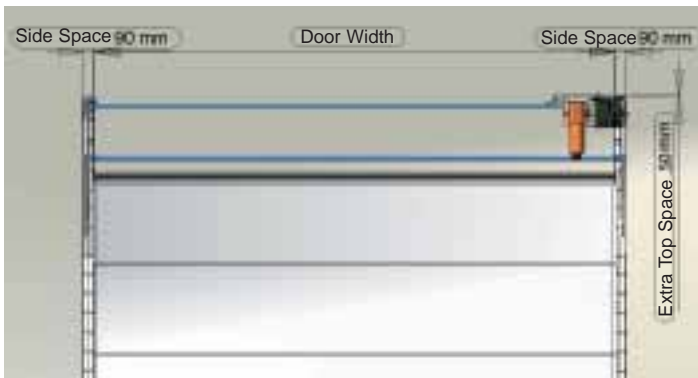 Side Space 90 mm
Door Width
Side Space 90 mm
Extra Top Space 50 mm